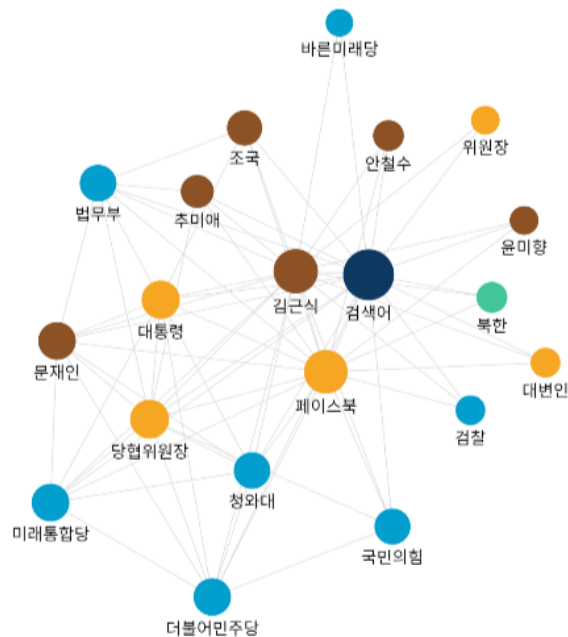 바른미래당
조국
안철수
위원장
법무부
추미애
윤미향
김근식
검색어
북한
대통령
문재인
페이스북
대변인
당협위원장
검찰
청와대
미래통합당
국민의힘
더불어민주당